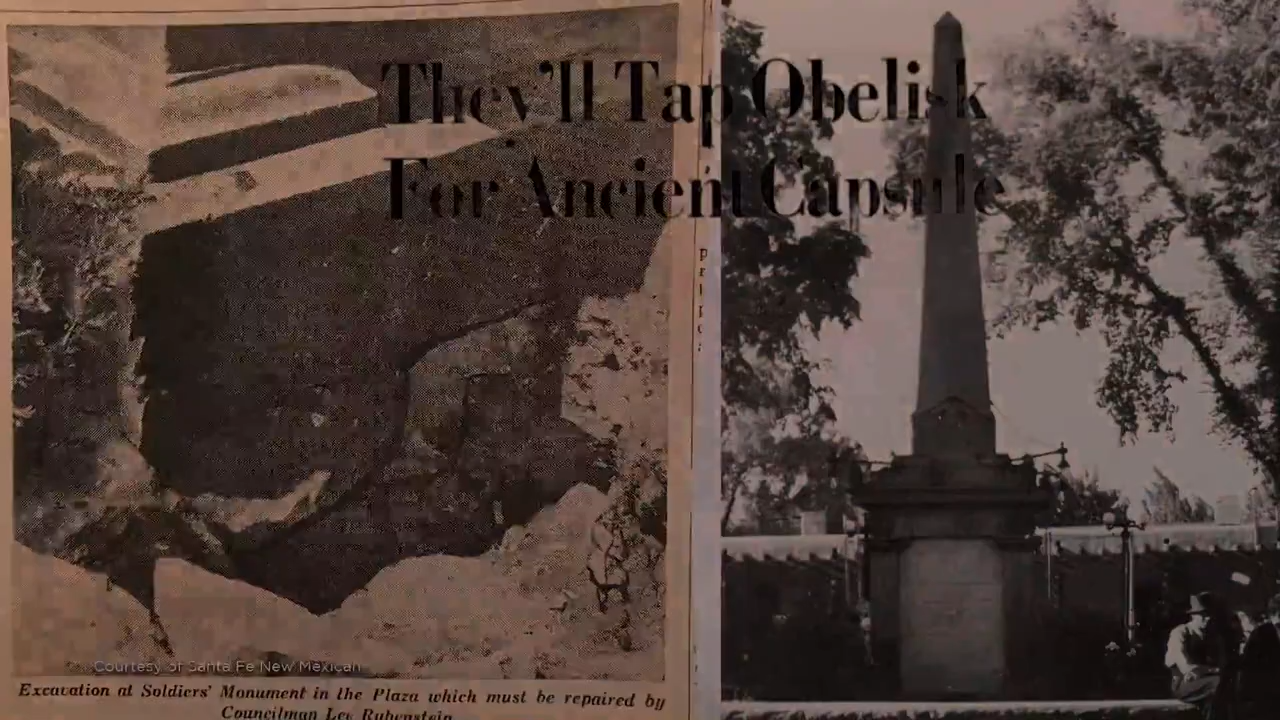 They'll Tap Obelisk
For Ancient Capsule
Courtesy of Santa Fe New Mexican
Excavation at Soldiers' Monument in the Plaza which must be repaired by
Councilman Leo Rubenstein.